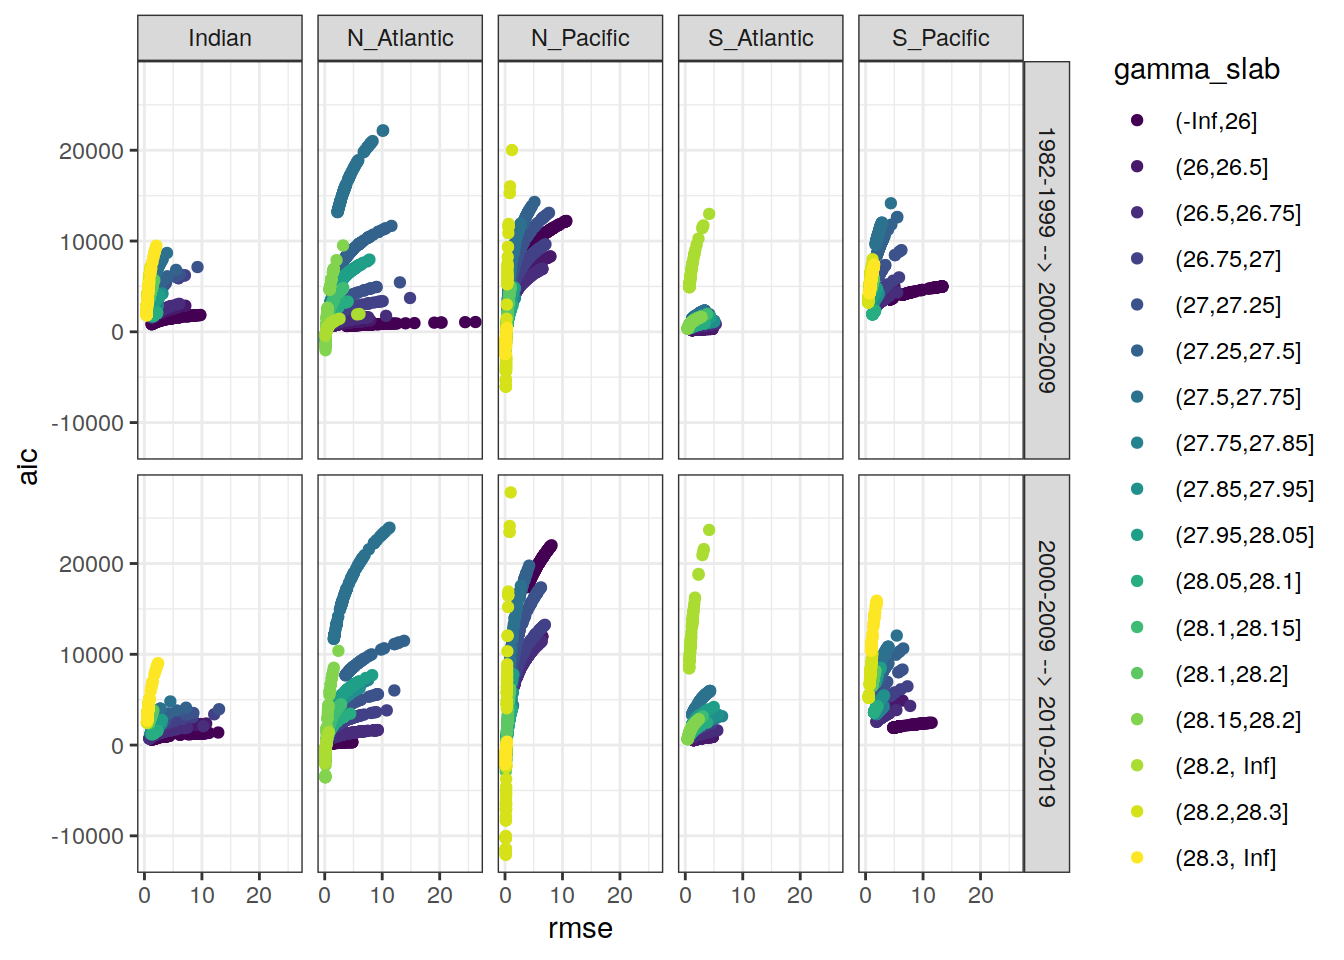 Indian
N_Atlantic
N_Pacific
S_Atlantic
S_Pacific
20000
10000
0
-10000
1982-1999 --> 2000-2009
20000
10000
0
-10000
2000-2009 --> 2010-2019
aic
0 10 20
0 10 20
0 10 20
0 10 20
0 10 20
rmse
gamma_slab
(-Inf,26]
(26,26.5]
(26.5,26.75]
(26.75,27]
(27,27.25]
(27.25,27.5]
(27.5,27.75]
(27.75,27.85]
(27.85,27.95]
(27.95,28.05]
(28.05,28.1]
(28.1,28.15]
(28.1,28.2]
(28.15,28.2]
(28.2, Inf]
(28.2,28.3]
(28.3, Inf]